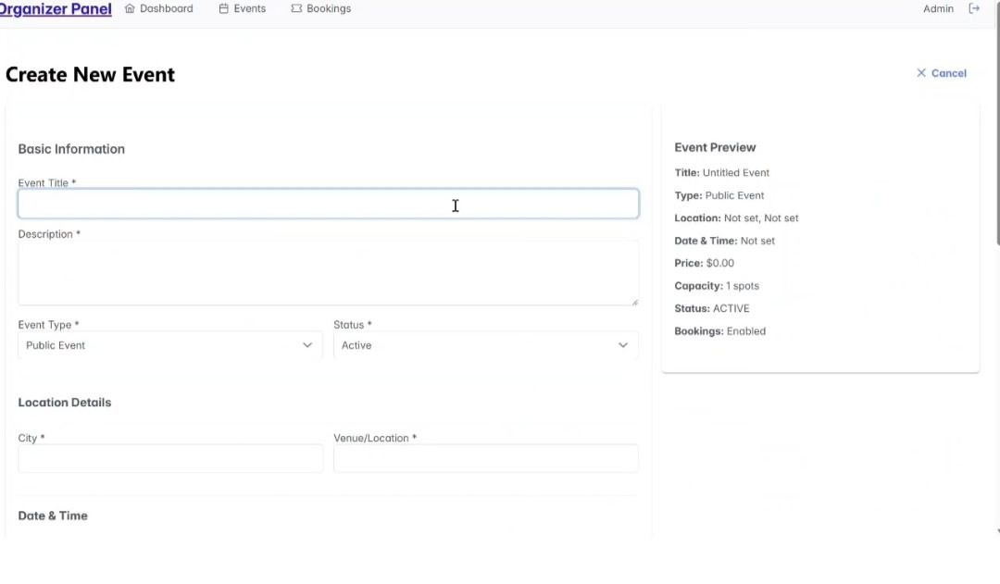 Organizer Panel Dashboard Events Bookings Admin
Create New Event
Cancel
Basic Information
Event Title *
Description *
Event Type * Status *
Public Event Active
Location Details
City * Venue/Location *
Date & Time
Event Preview
Title: Untitled Event
Type: Public Event
Location: Not set, Not set
Date & Time: Not set
Price: $0.00
Capacity: 1 spots
Status: ACTIVE
Bookings: Enabled